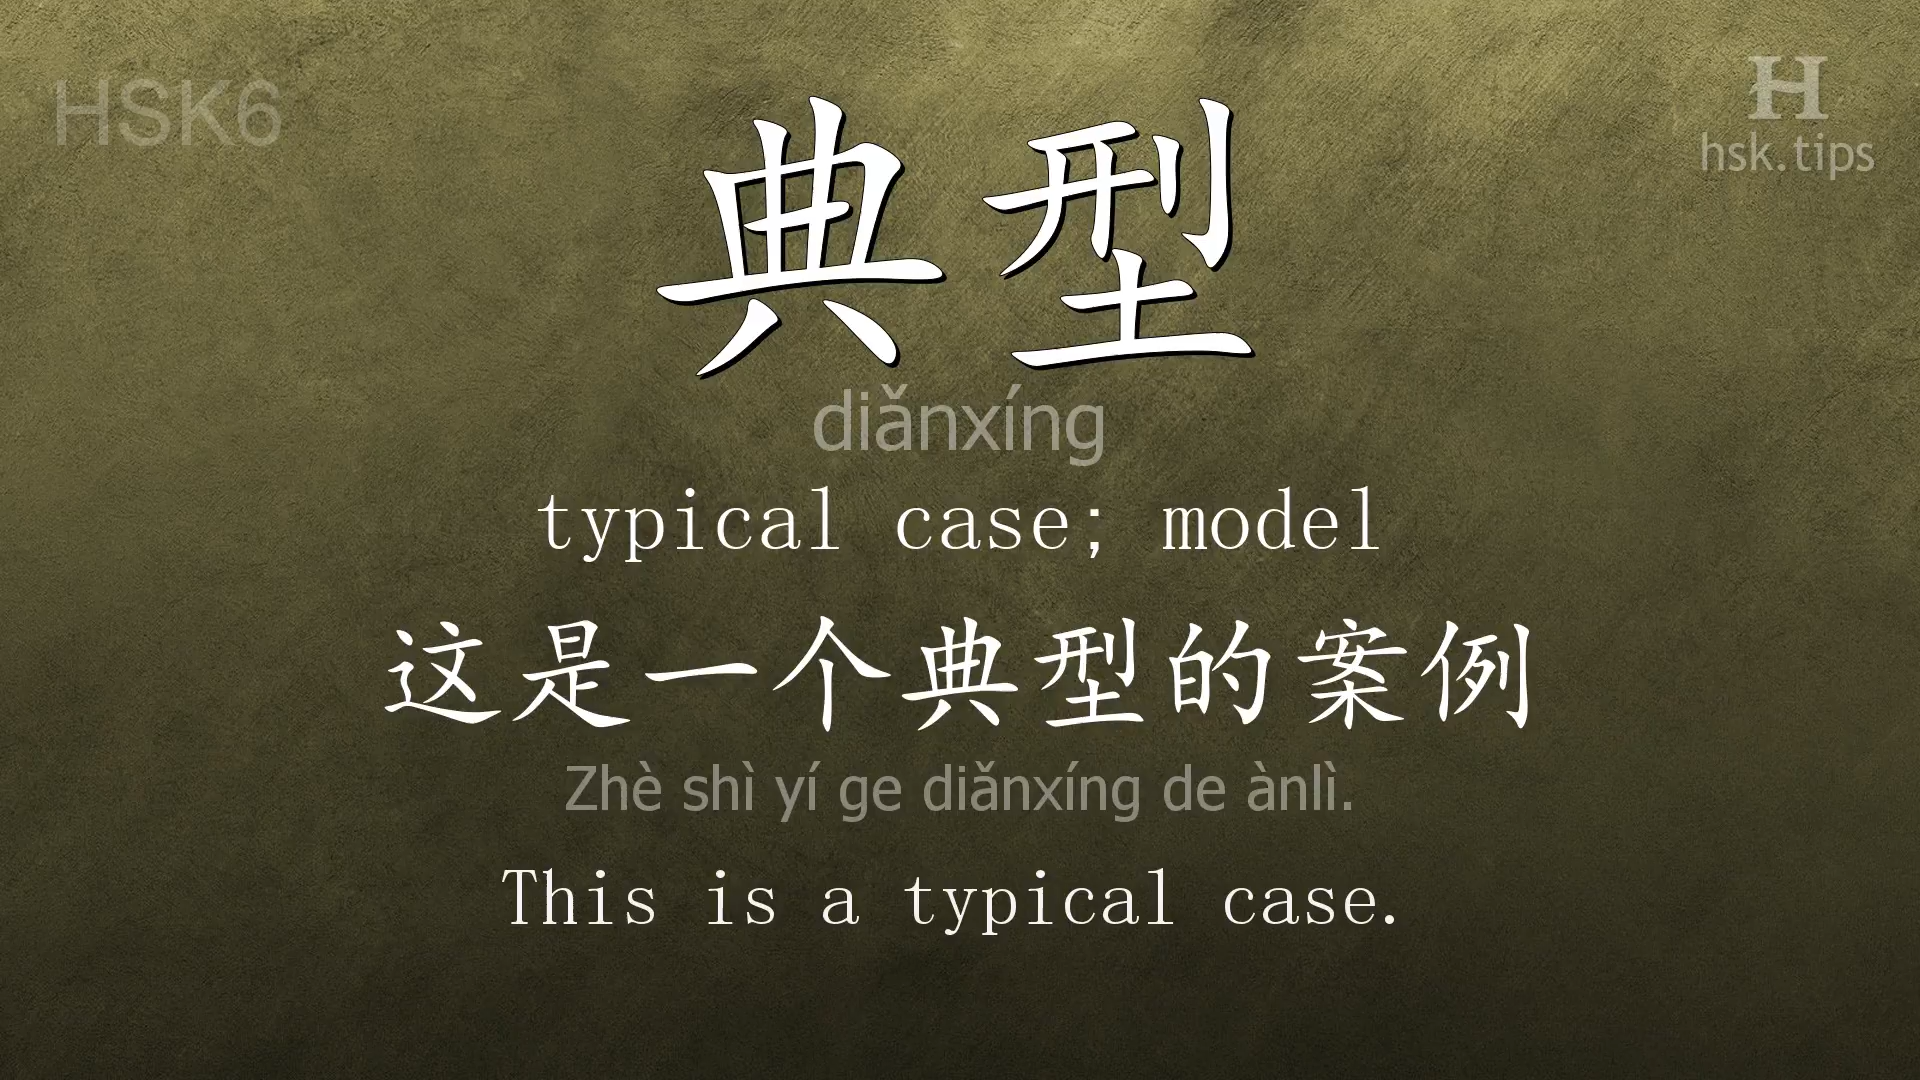 HSK6
H
hsk.tips
典型
diǎnxíng
typical case; model
这是一个典型的案例
Zhè shì yí ge diǎnxíng de ànlì.
This is a typical case.